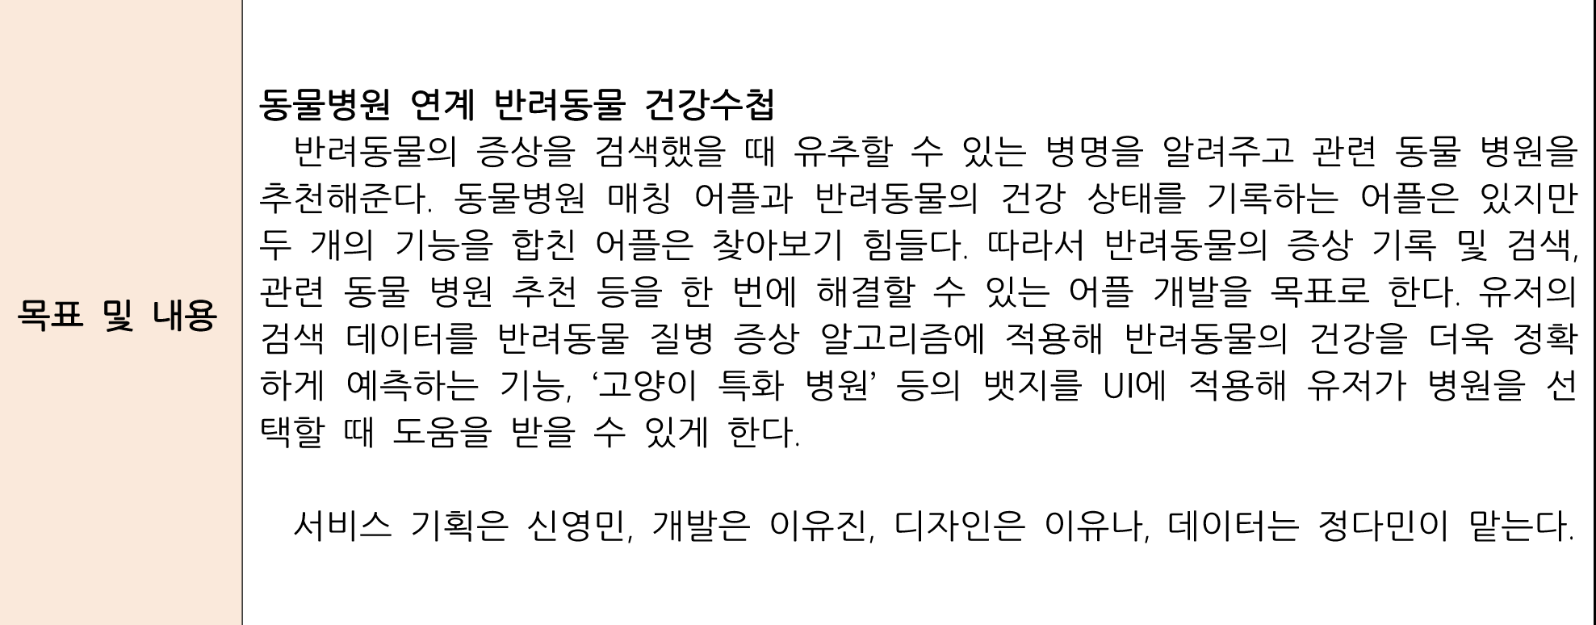 목표 및 내용
동물병원 연계 반려동물 건강수첩
반려동물의 증상을 검색했을 때 유추할 수 있는 병명을 알려주고 관련 동물 병원을
추천해준다. 동물병원 매칭 어플과 반려동물의 건강 상태를 기록하는 어플은 있지만
두 개의 기능을 합친 어플은 찾아보기 힘들다. 따라서 반려동물의 증상 기록 및 검색,
관련 동물 병원 추천 등을 한 번에 해결할 수 있는 어플 개발을 목표로 한다. 유저의
검색 데이터를 반려동물 질병 증상 알고리즘에 적용해 반려동물의 건강을 더욱 정확
하게 예측하는 기능, ‘고양이 특화 병원’ 등의 뱃지를 UI에 적용해 유저가 병원을 선
택할 때 도움을 받을 수 있게 한다.
서비스 기획은 신영민, 개발은 이유진, 디자인은 이유나, 데이터는 정다민이 맡는다.